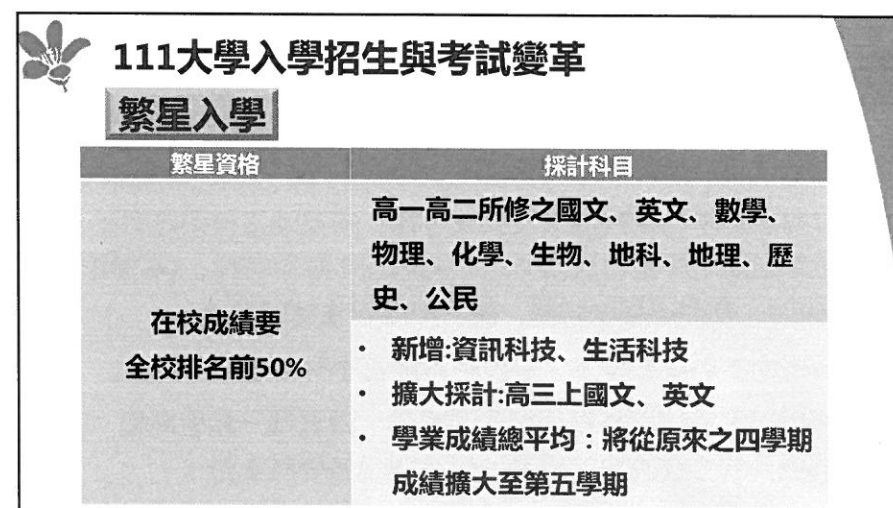 111大學入學招生與考試變革
繁星入學
繁星資格
採計科目
在校成績要
全校排名前50%
高一高二所修之國文、英文、數學、
物理、化學、生物、地科、地理、歷
史、公民
· 新增:資訊科技、生活科技
· 擴大採計:高三上國文、英文
· 學業成績總平均：將從原來之四學期
成績擴大至第五學期